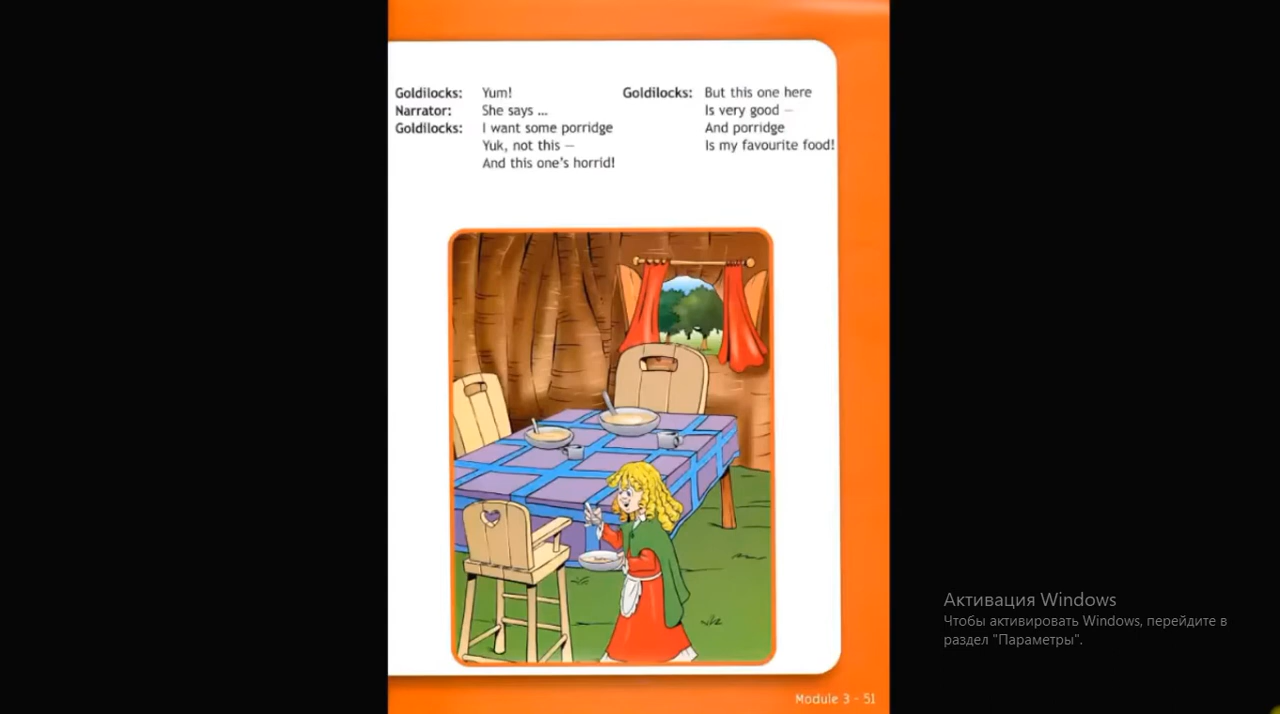 Goldilocks: Yum!
Narrator: She says ...
Goldilocks: I want some porridge
Yuk, not this —
And this one's horrid!
Goldilocks: But this one here
Is very good —
And porridge
Is my favourite food!
Активация Windows
Чтобы активировать Windows, перейдите в
раздел "Параметры".
Module 3 - 51